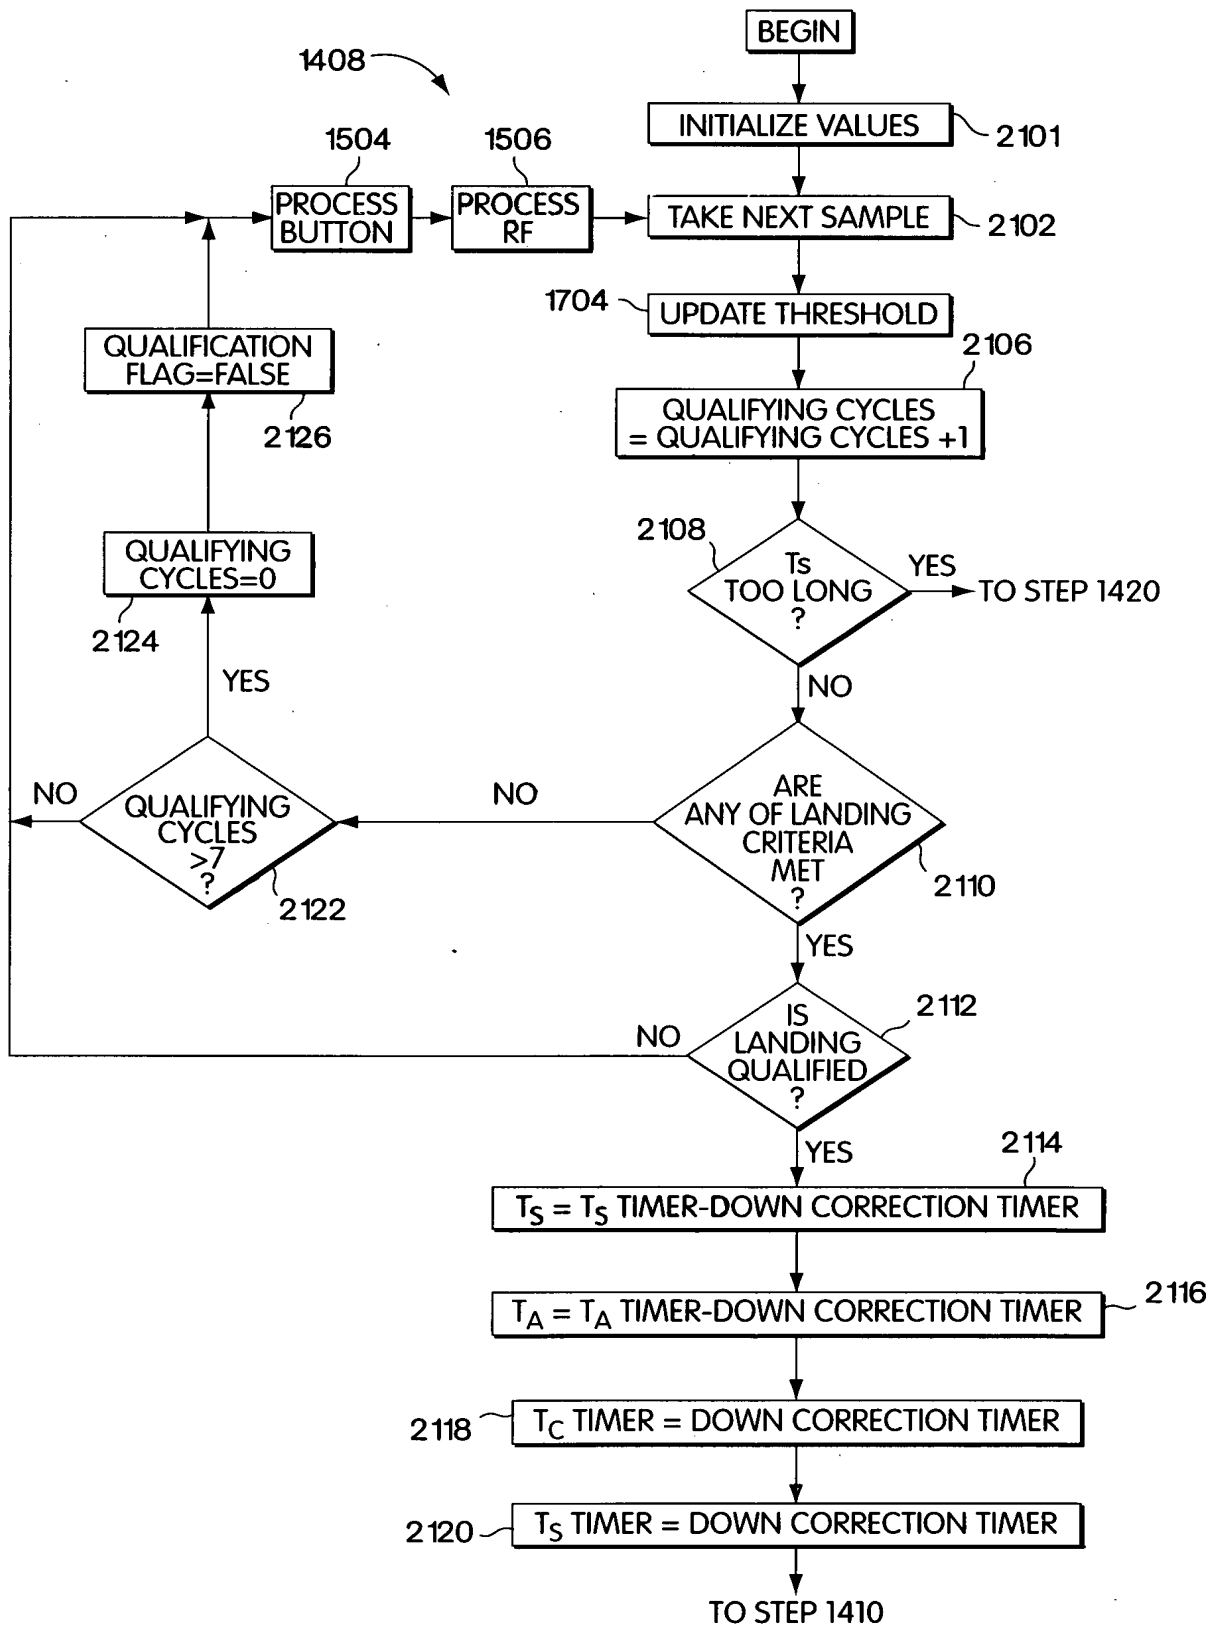 BEGIN
1408
INITIALIZE VALUES
2101
1504
1506
PROCESS
BUTTON
PROCESS
RF
TAKE NEXT SAMPLE
2102
1704
UPDATE THRESHOLD
QUALIFICATION
FLAG=FALSE
2126
2106
QUALIFYING CYCLES
= QUALIFYING CYCLES +1
2108
Ts
TOO LONG
?
YES
TO STEP 1420
QUALIFYING
CYCLES=0
2124
NO
YES
ARE
ANY OF LANDING
CRITERIA
MET
?
2110
NO
QUALIFYING
CYCLES
>7
?
2122
NO
YES
IS
LANDING
QUALIFIED
?
2112
NO
YES
2114
TS = TS TIMER-DOWN CORRECTION TIMER
TA = TA TIMER-DOWN CORRECTION TIMER
2116
2118
TC TIMER = DOWN CORRECTION TIMER
2120
TS TIMER = DOWN CORRECTION TIMER
TO STEP 1410